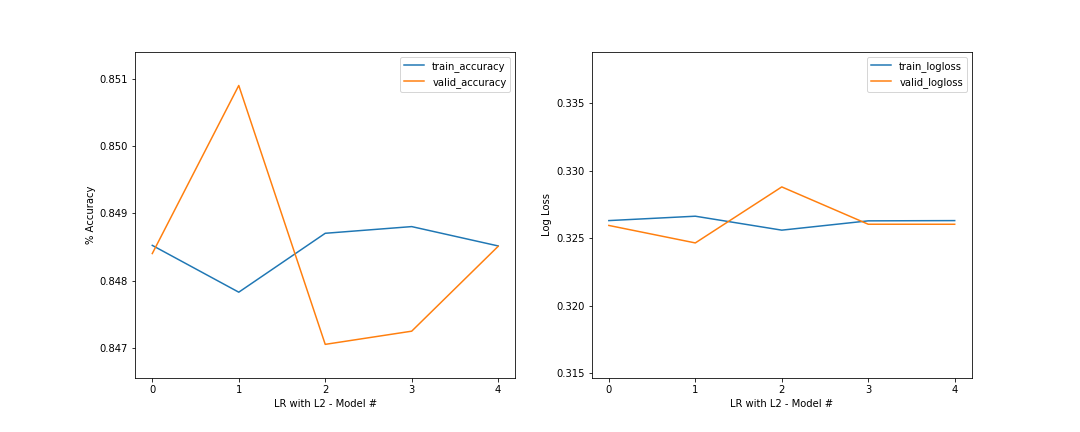 train_accuracy
valid_accuracy
0.851
0.850
0.849
0.848
0.847
% Accuracy
0 1 2 3 4
LR with L2 - Model #
train_logloss
valid_logloss
0.335
0.330
0.325
0.320
0.315
Log Loss
0 1 2 3 4
LR with L2 - Model #